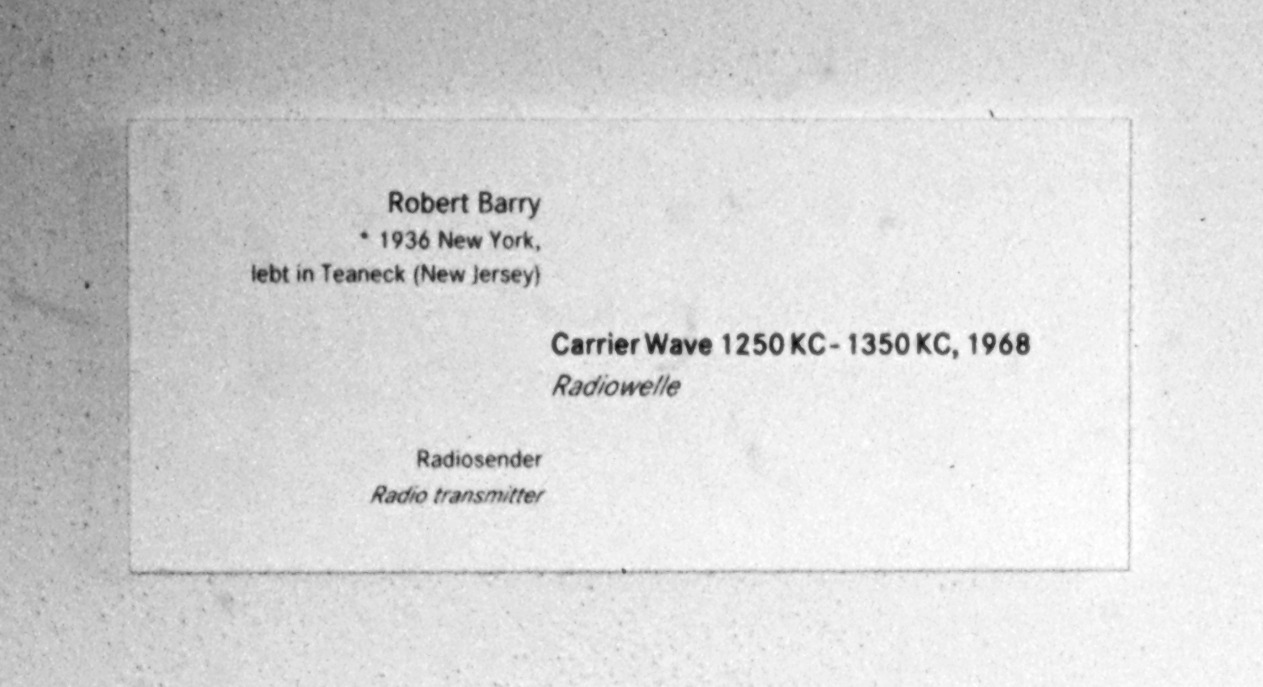 Robert Barry
* 1936 New York,
lebt in Teaneck (New Jersey)
Carrier Wave 1250 KC - 1350 KC, 1968
Radiowelle
Radiosender
Radio transmitter